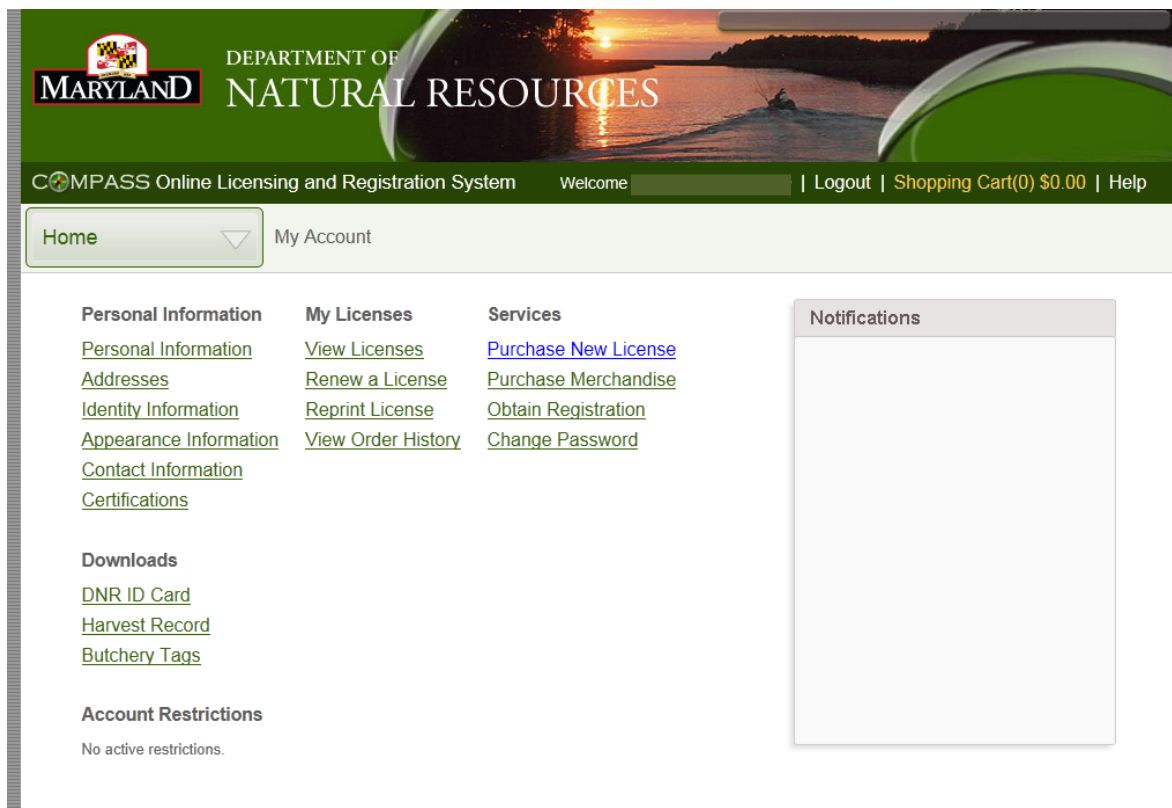 MARYLAND
DEPARTMENT OF
NATURAL RESOURCES
COMPASS Online Licensing and Registration System Welcome | Logout | Shopping Cart(0) $0.00 | Help
Home My Account
Personal Information
Personal Information
Addresses
Identity Information
Appearance Information
Contact Information
Certifications
My Licenses
View Licenses
Renew a License
Reprint License
View Order History
Services
Purchase New License
Purchase Merchandise
Obtain Registration
Change Password
Notifications
Downloads
DNR ID Card
Harvest Record
Butchery Tags
Account Restrictions
No active restrictions.